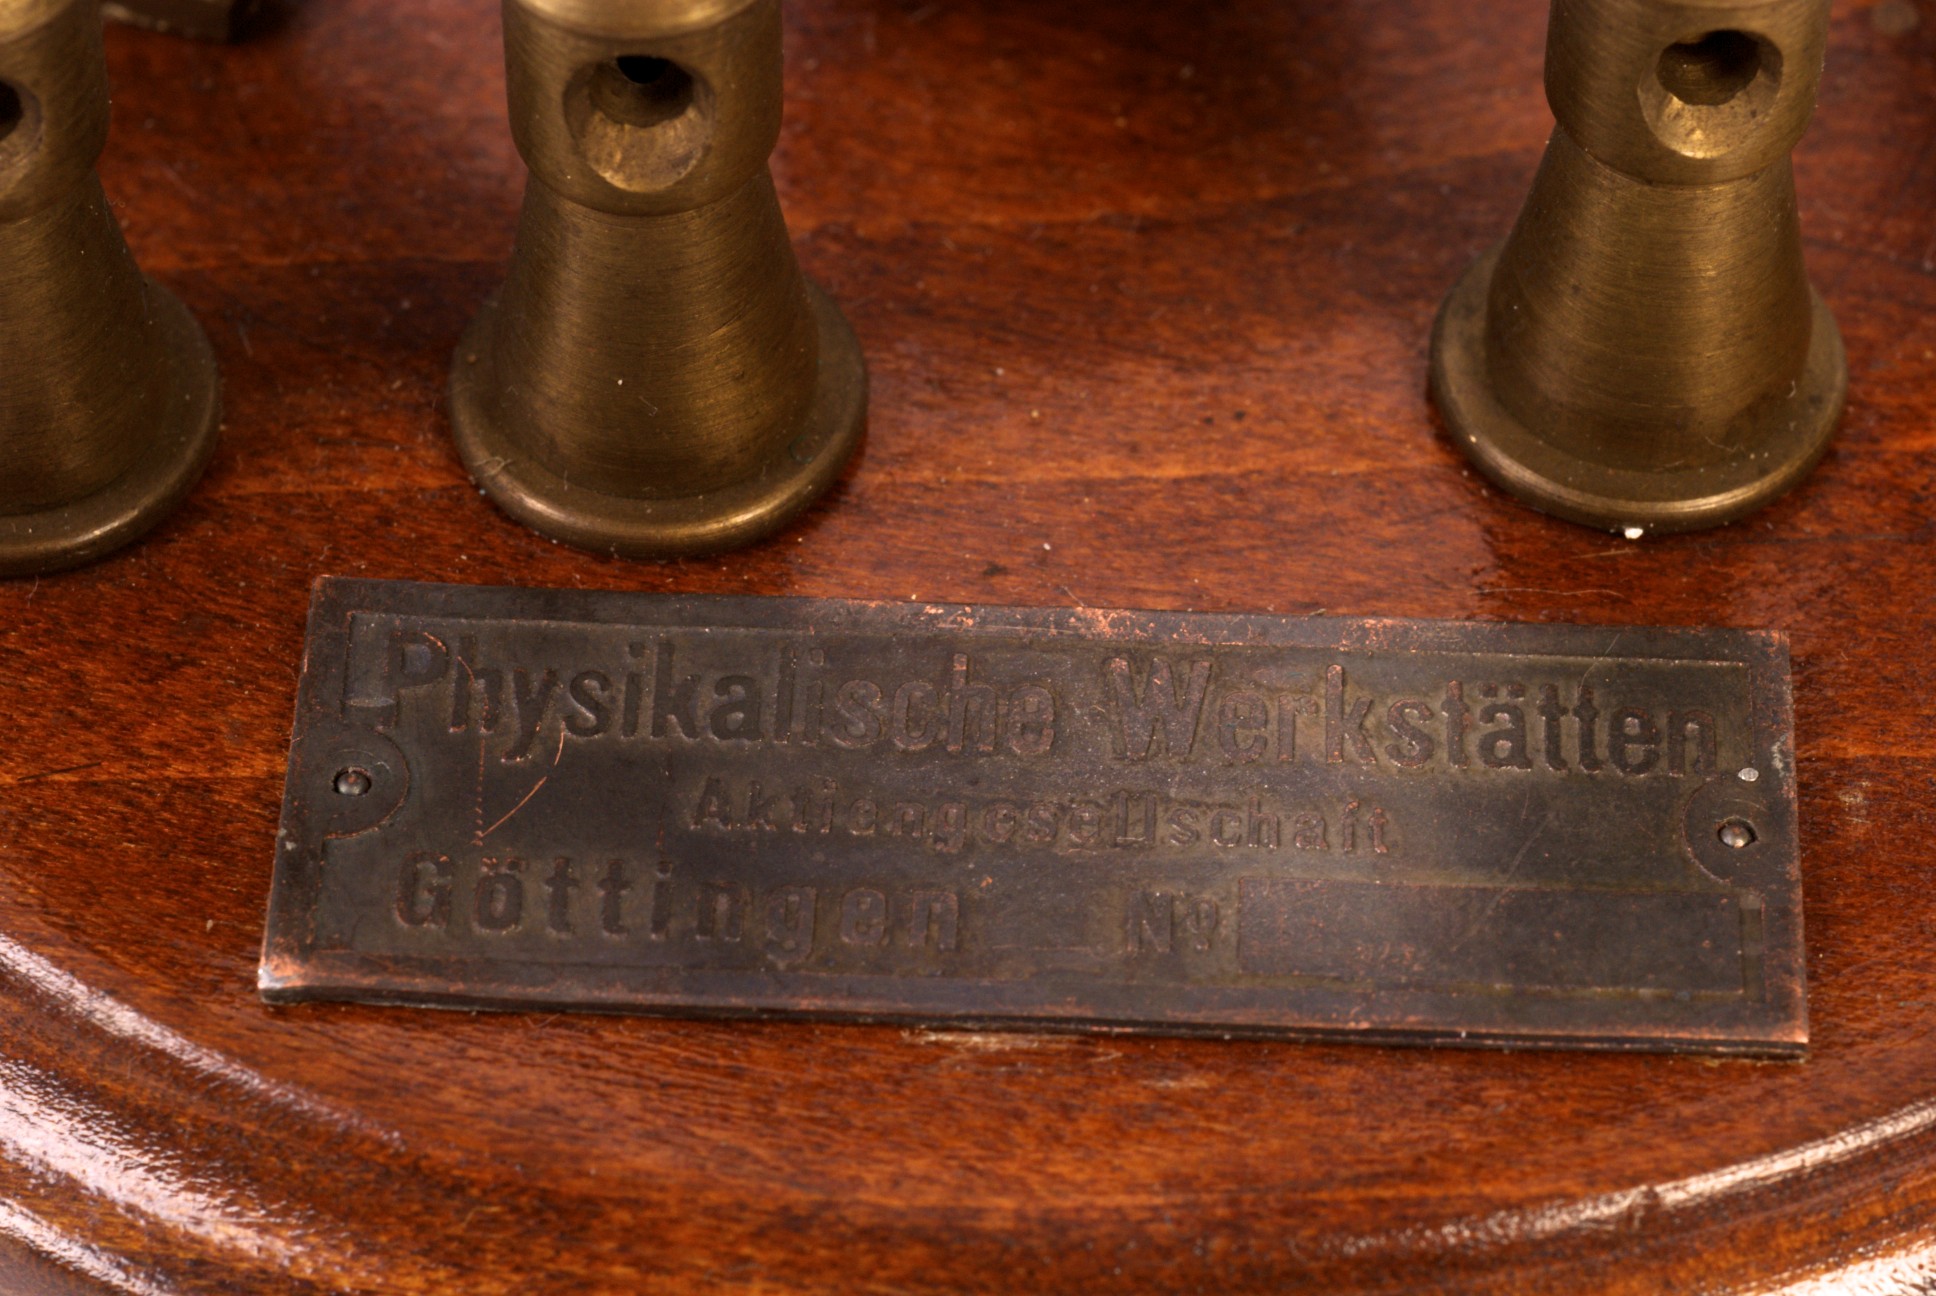 Physikalische Werkstätten
Aktiengesellschaft
Göttingen Nº